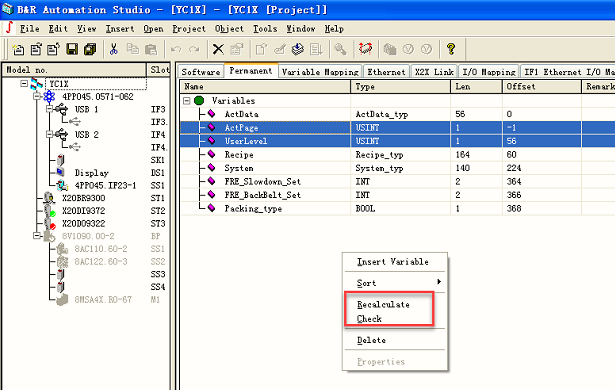 B&R Automation Studio - [YC1X] - [YC1X [Project]]
File Edit View Insert Open Project Object Tools Window Help
Model no. Slot
YC1X
4PP045.0571-062
USB 1 IF3
IF3.
USB 2 IF4
IF4.
SK1
Display DS1
4PP045.IF23-1 SS1
X20BR9300 ST1
X20DI9372 ST2
X20DO9322 ST3
8V1090.00-2 BP
8AC110.60-2 SS1
8AC122.60-3 SS2
SS3
SS4
8MSA4X.R0-67 M1
Software Permanent Variable Mapping Ethernet X2X Link I/O Mapping IF1 Ethernet I/O Ma
Name Type Len Offset Remark
Variables
ActData ActData_typ 56 0
ActPage USINT 1 -1
UserLevel USINT 1 56
Recipe Recipe_typ 164 60
System System_typ 140 224
FRE_Slowdown_Set INT 2 364
FRE_BackBelt_Set INT 2 366
Packing_type BOOL 1 368
Insert Variable
Sort
Recalculate
Check
Delete
Properties